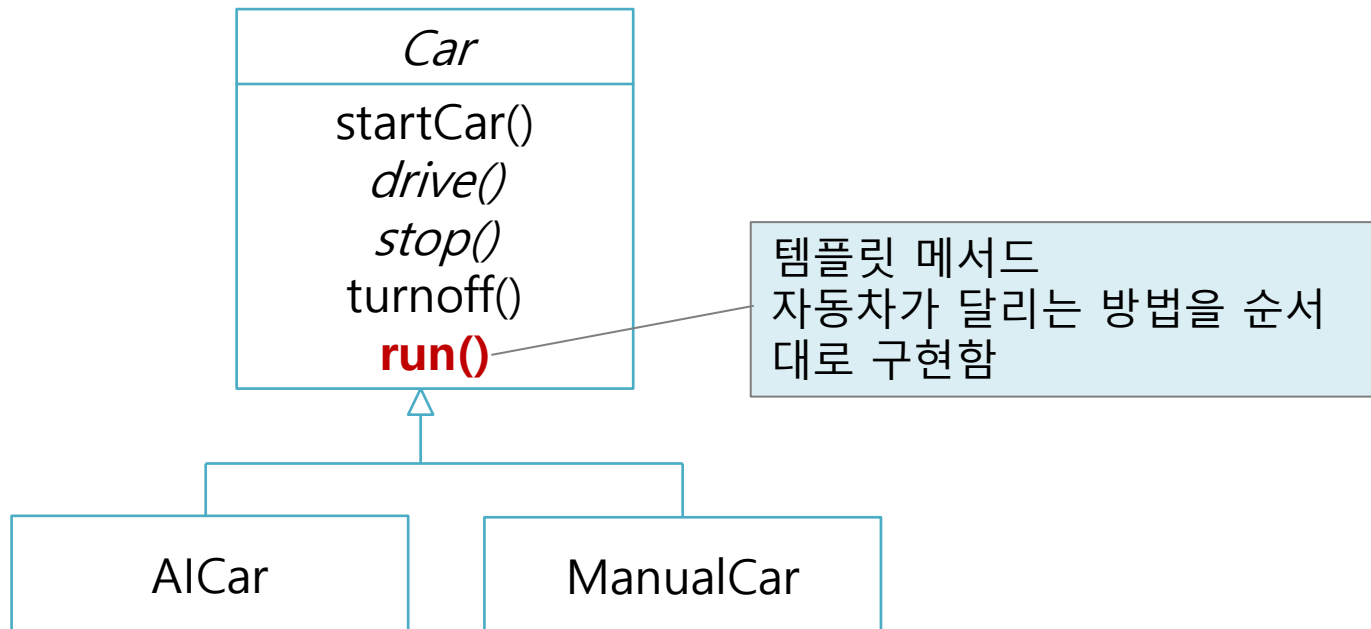 Car
startCar()
drive()
stop()
turnoff()
run()
템플릿 메서드
자동차가 달리는 방법을 순서
대로 구현함
AICar
ManualCar